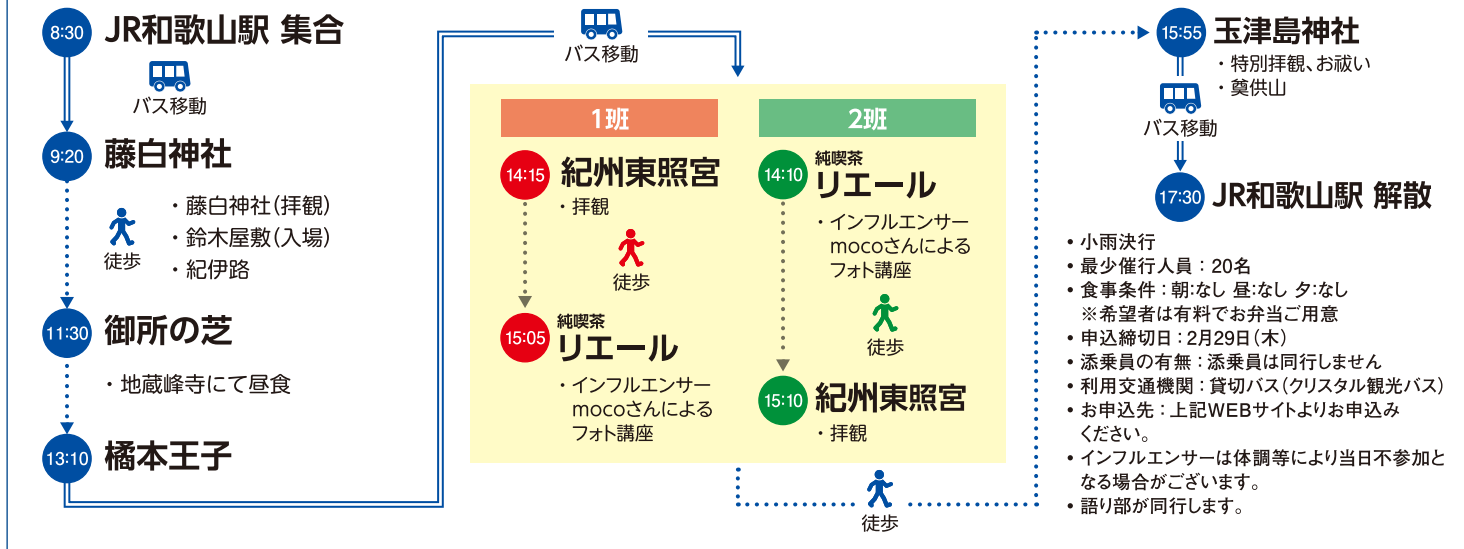 8:30 JR和歌山駅 集合
バス移動
9:20 藤白神社
・藤白神社(拝観)
・鈴木屋敷(入場)
・紀伊路
徒歩
11:30 御所の芝
・地蔵峰寺にて昼食
13:10 橘本王子
バス移動
1班
14:15 紀州東照宮
・拝観
徒歩
純喫茶
15:05 リエール
・インフルエンサー
mocoさんによる
フォト講座
2班
純喫茶
14:10 リエール
・インフルエンサー
mocoさんによる
フォト講座
徒歩
15:10 紀州東照宮
・拝観
徒歩
15:55 玉津島神社
・特別拝観、お祓い
・奠供山
バス移動
17:30 JR和歌山駅 解散
• 小雨決行
• 最少催行人員：20名
• 食事条件：朝:なし 昼:なし 夕:なし
※希望者は有料でお弁当ご用意
• 申込締切日：2月29日(木)
• 添乗員の有無：添乗員は同行しません
• 利用交通機関：貸切バス(クリスタル観光バス)
• お申込先：上記WEBサイトよりお申込み
ください。
• インフルエンサーは体調等により当日不参加と
なる場合がございます。
• 語り部が同行します。